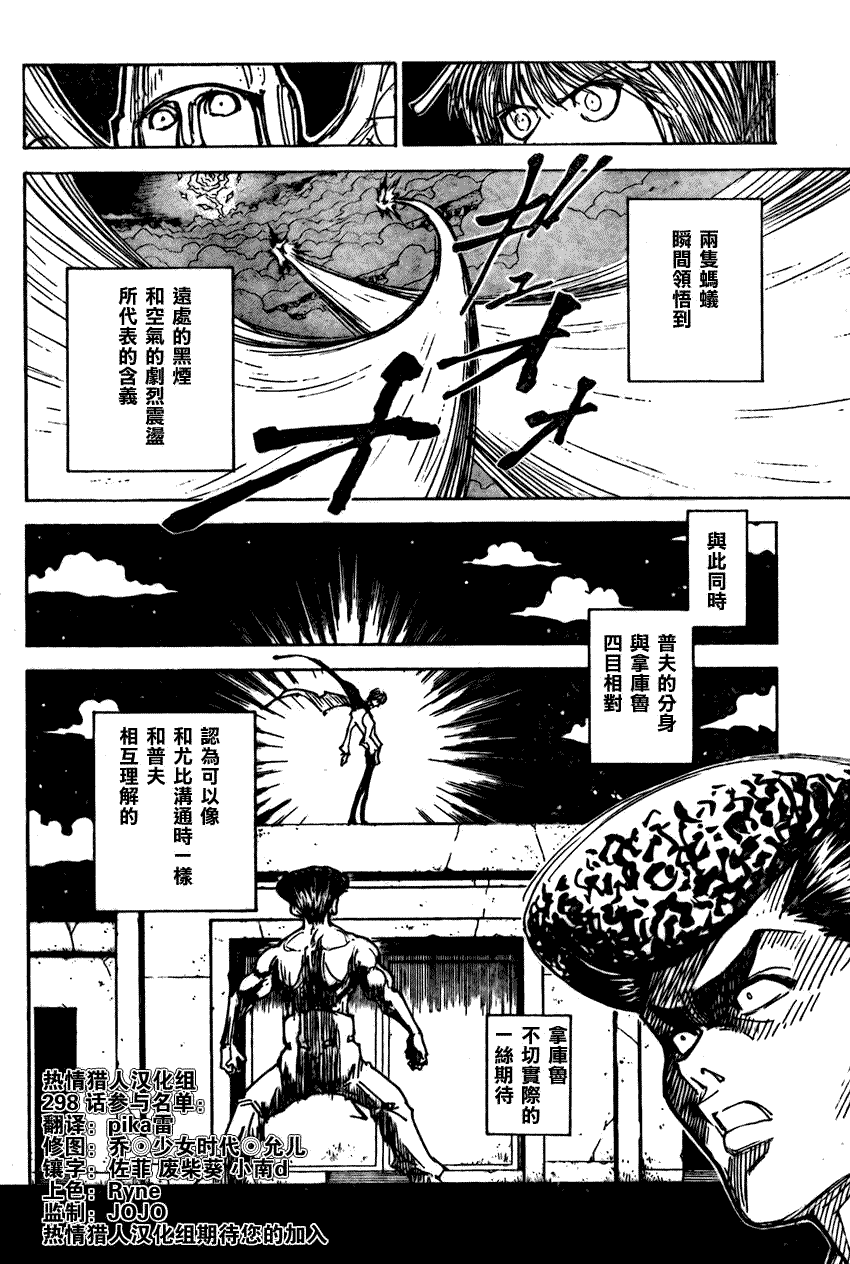 兩隻螞蟻
瞬間領悟到
ギュオオオ
遠處的黑煙
和空氣的劇烈震盪
所代表的含義
與此同時
普夫的分身
與拿庫魯
四目相對
認為可以像
和尤比溝通時一樣
和普夫
相互理解的
拿庫魯
不切實際的
一絲期待
热情猎人汉化组
298 话参与名单：
翻译：pika雷
修图：乔◎少女时代◎允儿
镶字：佐菲 废柴葵 小南d
上色：Ryne
监制：JOJO
热情猎人汉化组期待您的加入